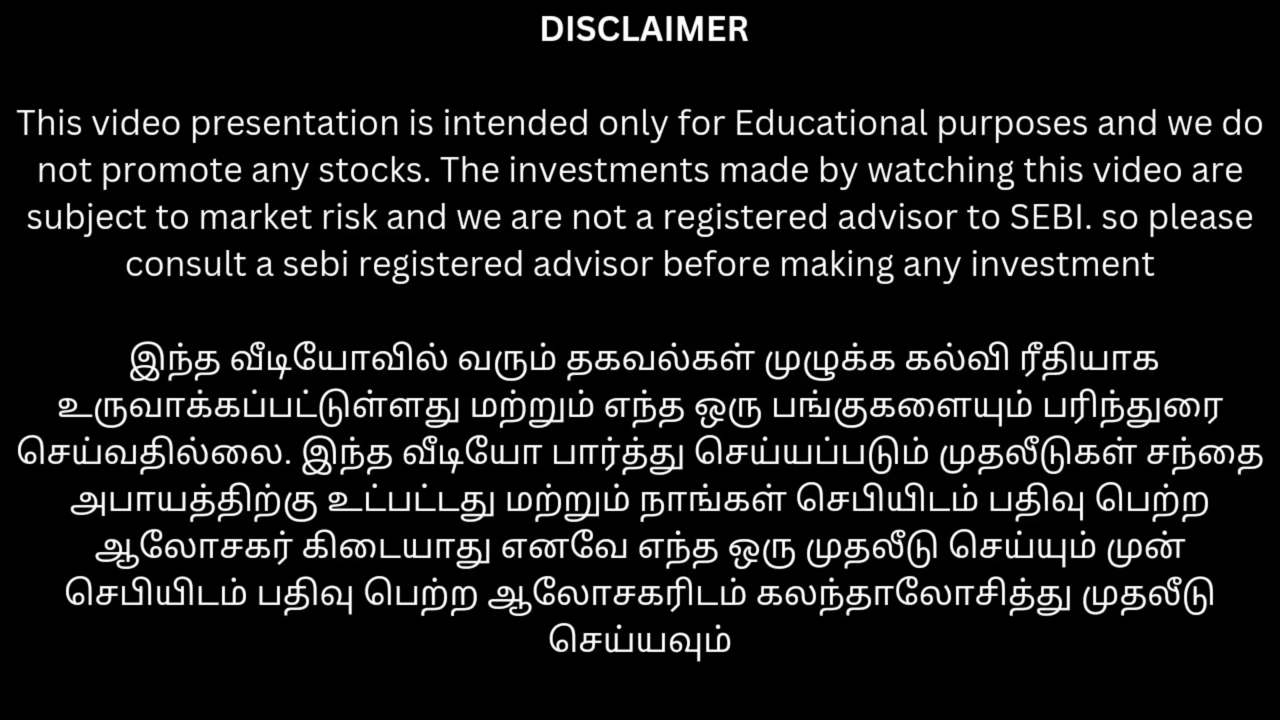 DISCLAIMER
This video presentation is intended only for Educational purposes and we do
not promote any stocks. The investments made by watching this video are
subject to market risk and we are not a registered advisor to SEBI. so please
consult a sebi registered advisor before making any investment
இந்த வீடியோவில் வரும் தகவல்கள் முழுக்க கல்வி ரீதியாக
உருவாக்கப்பட்டுள்ளது மற்றும் எந்த ஒரு பங்குகளையும் பரிந்துரை
செய்வதில்லை. இந்த வீடியோ பார்த்து செய்யப்படும் முதலீடுகள் சந்தை
அபாயத்திற்கு உட்பட்டது மற்றும் நாங்கள் செபியிடம் பதிவு பெற்ற
ஆலோசகர் கிடையாது எனவே எந்த ஒரு முதலீடு செய்யும் முன்
செபியிடம் பதிவு பெற்ற ஆலோசகரிடம் கலந்தாலோசித்து முதலீடு
செய்யவும்